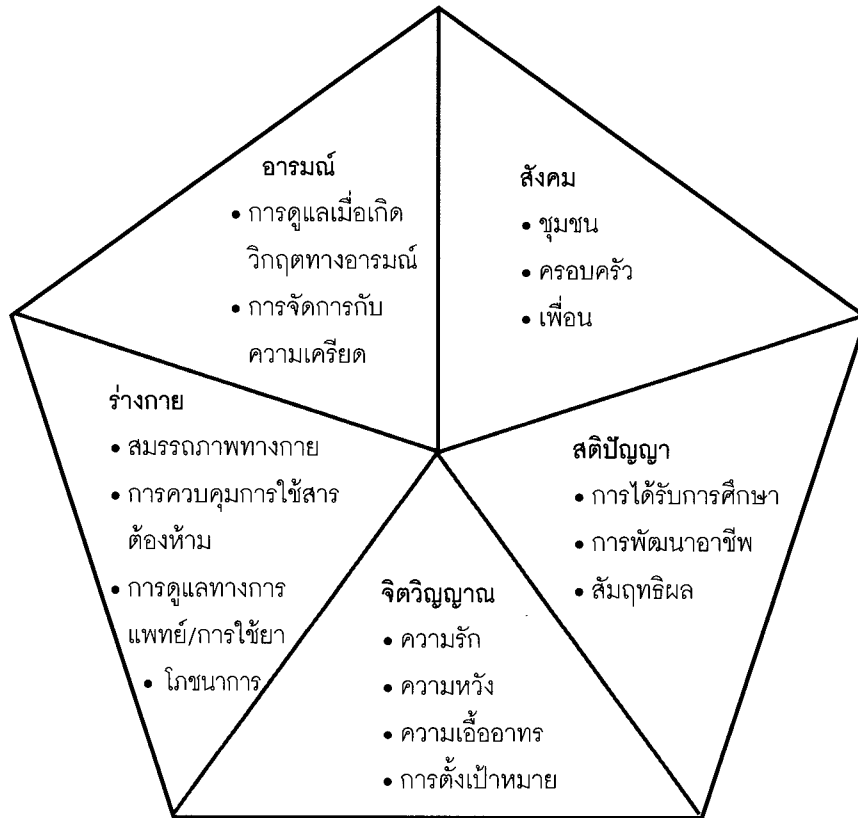 อารมณ์
• การดูแลเมื่อเกิด
วิกฤตทางอารมณ์
• การจัดการกับ
ความเครียด
สังคม
• ชุมชน
• ครอบครัว
• เพื่อน
ร่างกาย
• สมรรถภาพทางกาย
• การควบคุมการใช้สาร
ต้องห้าม
• การดูแลทางการ
แพทย์/การใช้ยา
• โภชนาการ
จิตวิญญาณ
• ความรัก
• ความหวัง
• ความเอื้ออาทร
• การตั้งเป้าหมาย
สติปัญญา
• การได้รับการศึกษา
• การพัฒนาอาชีพ
• สัมฤทธิผล